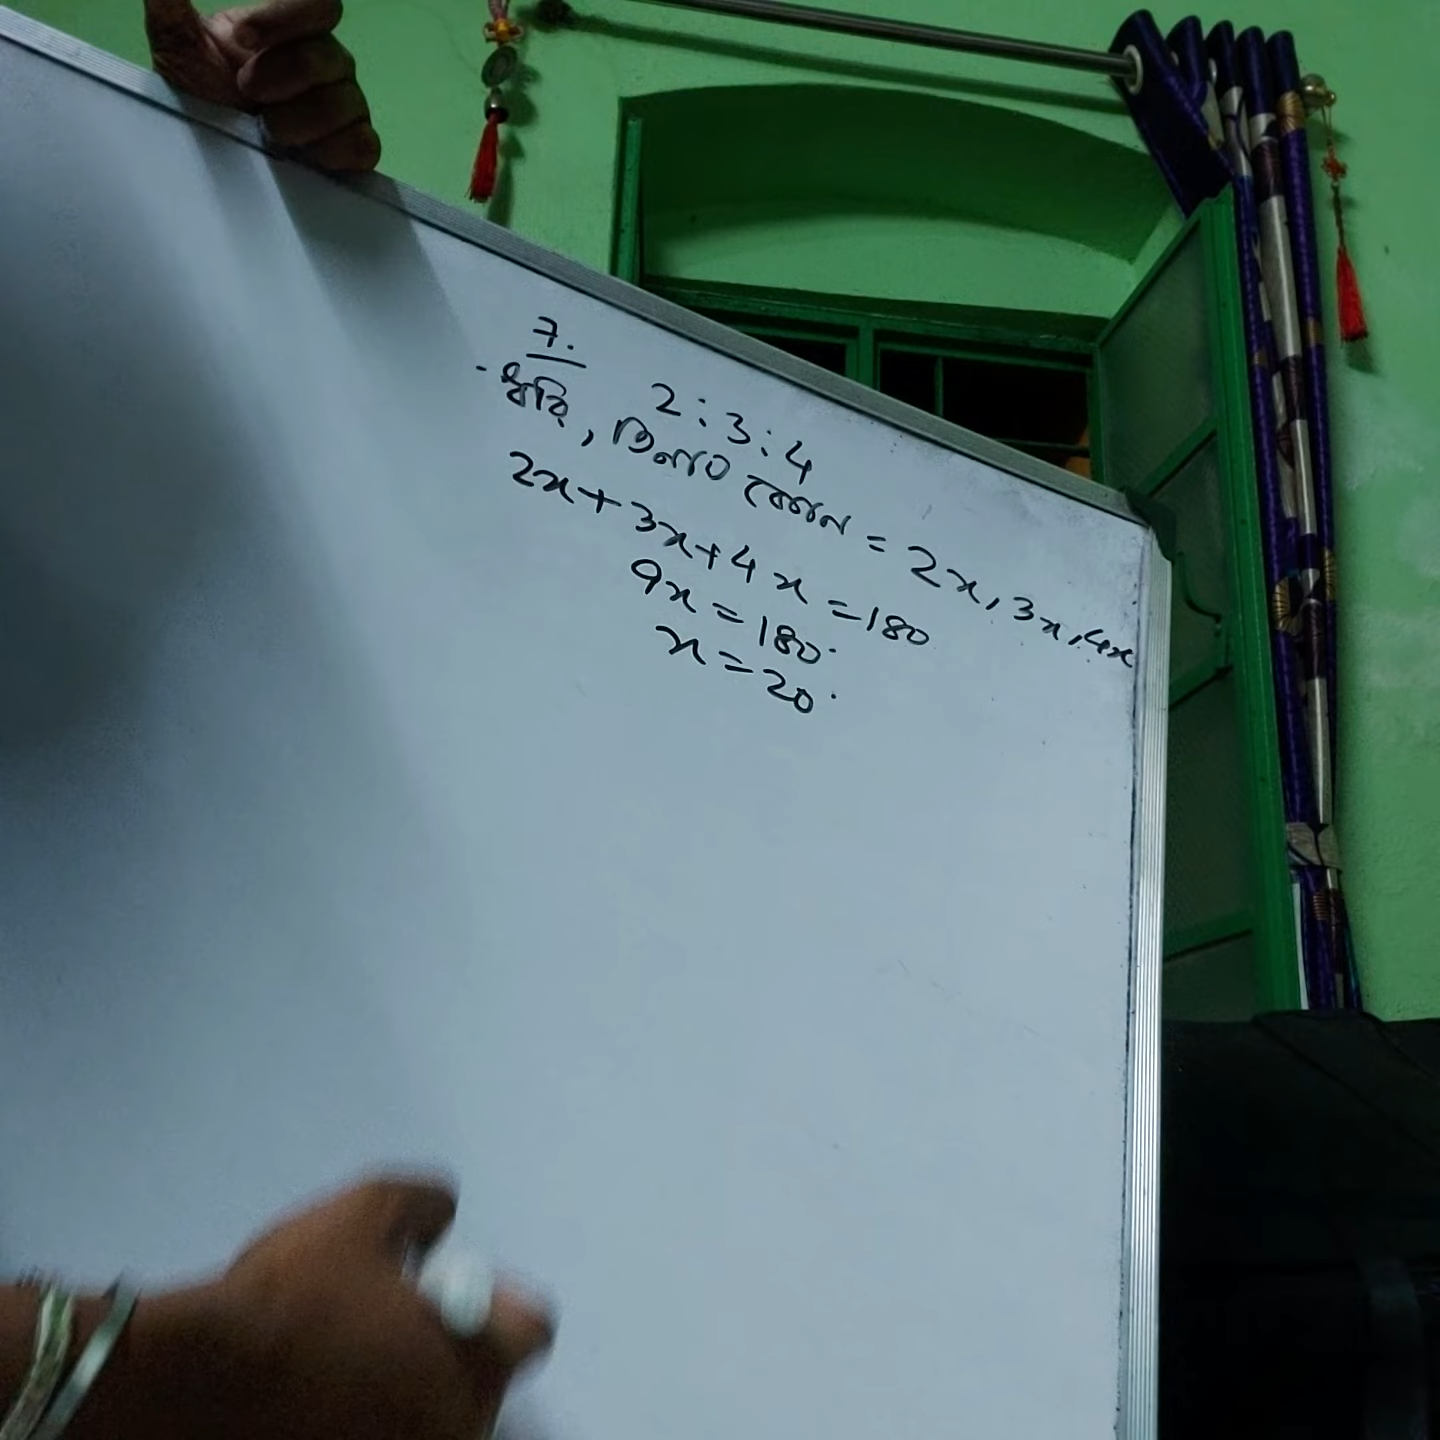 7.
2:3:4
ধরি, তিনটি কোণ = 2x, 3x, 4x
2x+3x+4x=180
9x=180
x=20